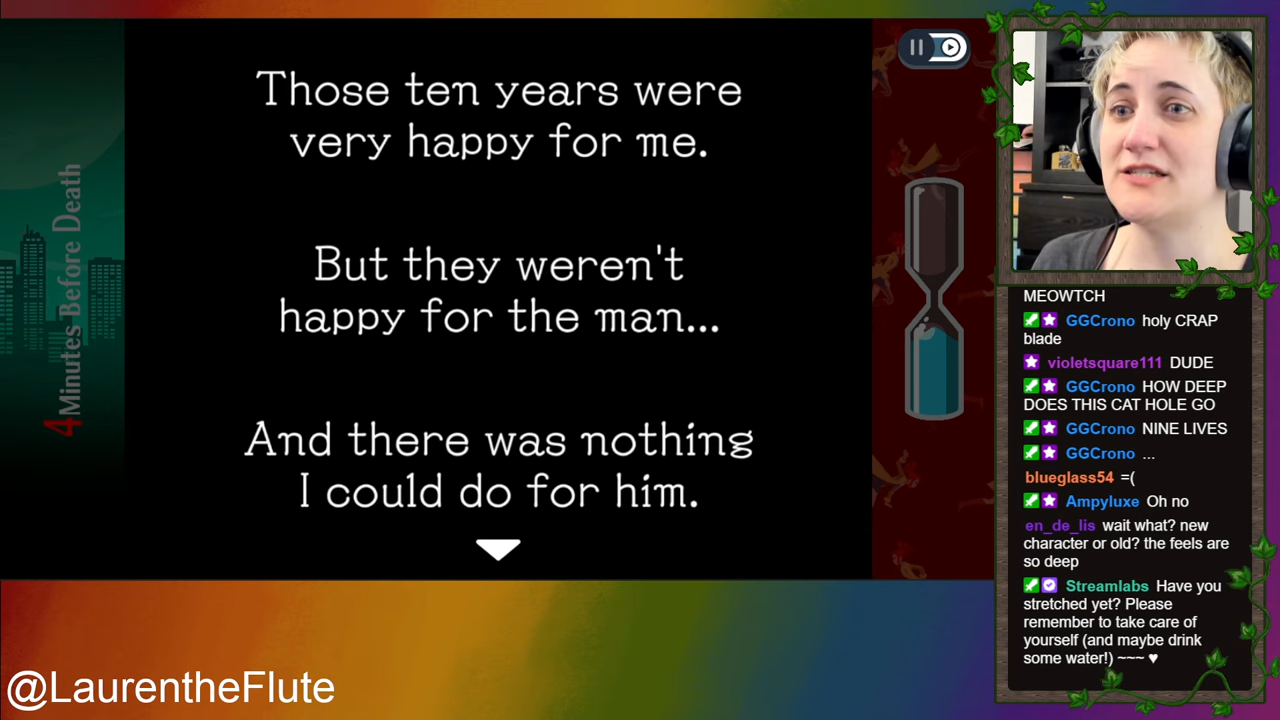 4 Minutes Before Death
Those ten years were
very happy for me.
But they weren't
happy for the man...
And there was nothing
I could do for him.
@LaurentheFlute
MEOWTCH
GGCrono holy CRAP
blade
violetsquare111 DUDE
GGCrono HOW DEEP
DOES THIS CAT HOLE GO
GGCrono NINE LIVES
GGCrono ...
blueglass54 =(
Ampyluxe Oh no
en_de_lis wait what? new
character or old? the feels are
so deep
Streamlabs Have you
stretched yet? Please
remember to take care of
yourself (and maybe drink
some water!) ~~~ ♥